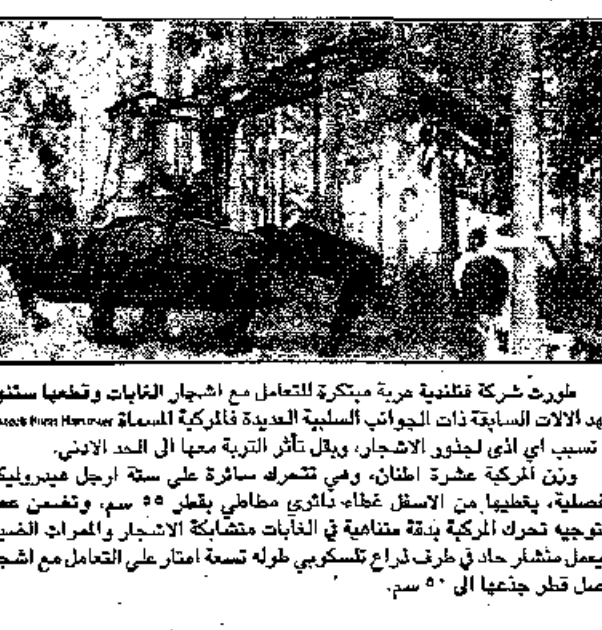 طورت شركة فنلندية عربة مبتكرة للتعامل مع اشجار الغابات وقطعها
الالات السابقة ذات الجوانب السلبية العديدة فالمركبة المسماة
تسبب اي اذى لجذور الاشجار، ويقل تأثر التربة معها الى الحد الادنى.
وزن المركبة عشرة اطنان، وهي تتحرك سائرة على ستة ارجل
يغطيها من الاسفل غطاء دائري مطاطي بقطر ٥٥ سم، وتضمن
توجيه تحرك المركبة بدقة متناهية في الغابات متشابكة الاشجار والممرات
يعمل منشار حاد في طرف ذراع تلسكوبي طوله تسعة امتار على التعامل مع
قطر جذعها الى ٥٠ سم.